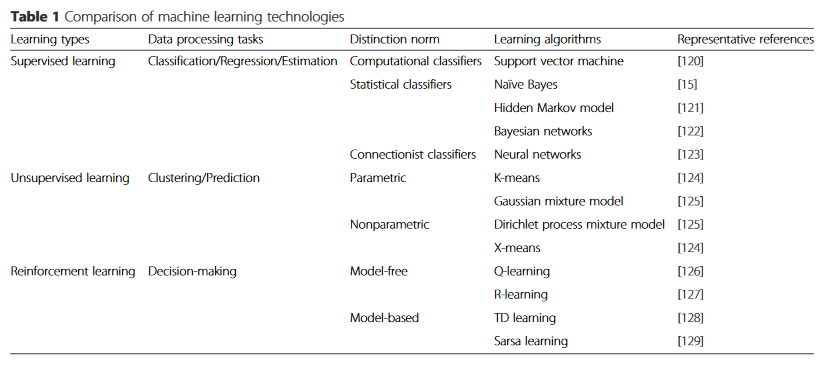 Table 1 Comparison of machine learning technologies
Learning types Data processing tasks Distinction norm Learning algorithms Representative references
Supervised learning Classification/Regression/Estimation Computational classifiers Support vector machine [120]
Statistical classifiers Naïve Bayes [15]
Hidden Markov model [121]
Bayesian networks [122]
Connectionist classifiers Neural networks [123]
Unsupervised learning Clustering/Prediction Parametric K-means [124]
Gaussian mixture model [125]
Nonparametric Dirichlet process mixture model [125]
X-means [124]
Reinforcement learning Decision-making Model-free Q-learning [126]
R-learning [127]
Model-based TD learning [128]
Sarsa learning [129]